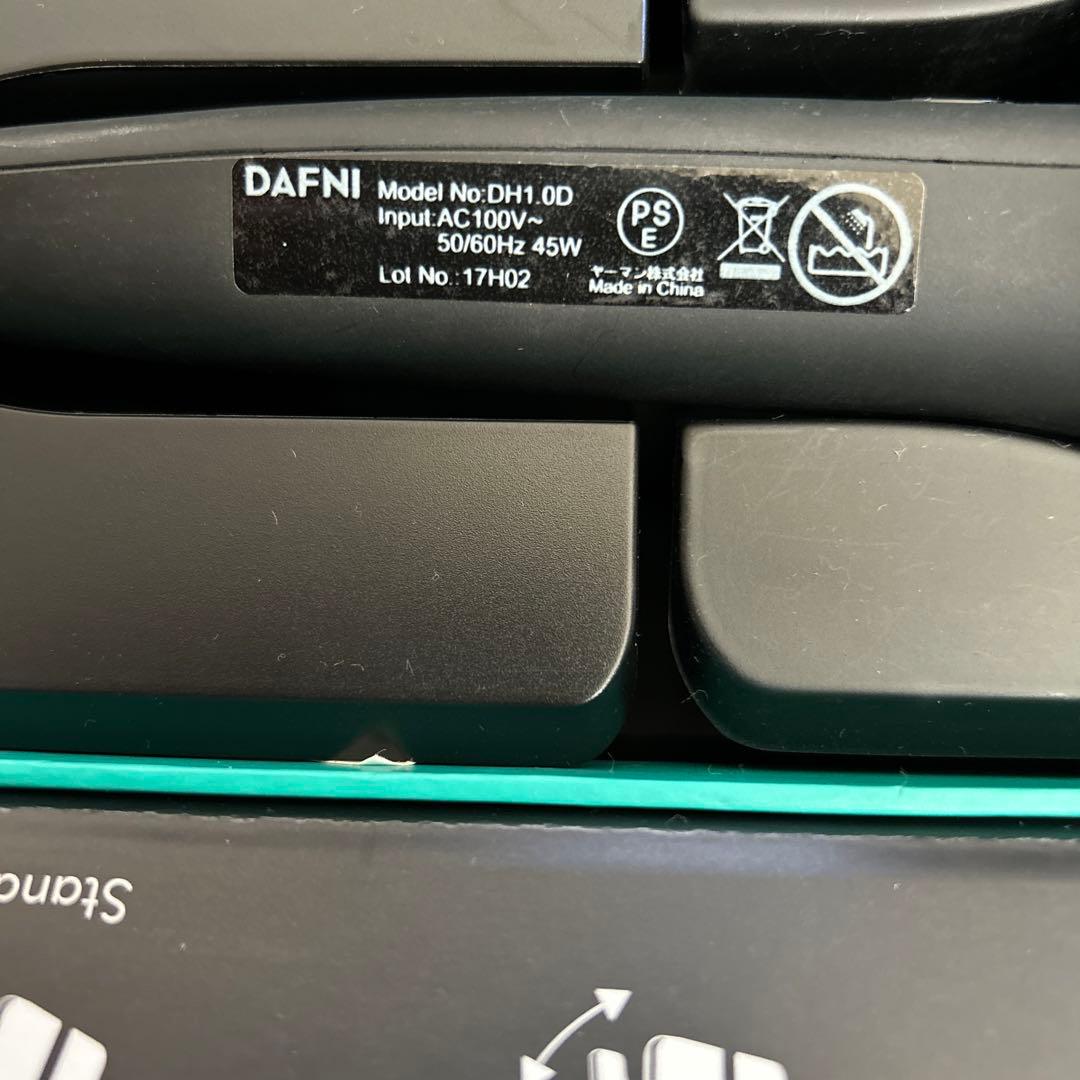 DAFNI
Model No:DH1.0D
Input:AC100V~
50/60Hz 45W
Lot No.:17H02
PS
E
ヤーマン株式会社
Made in China